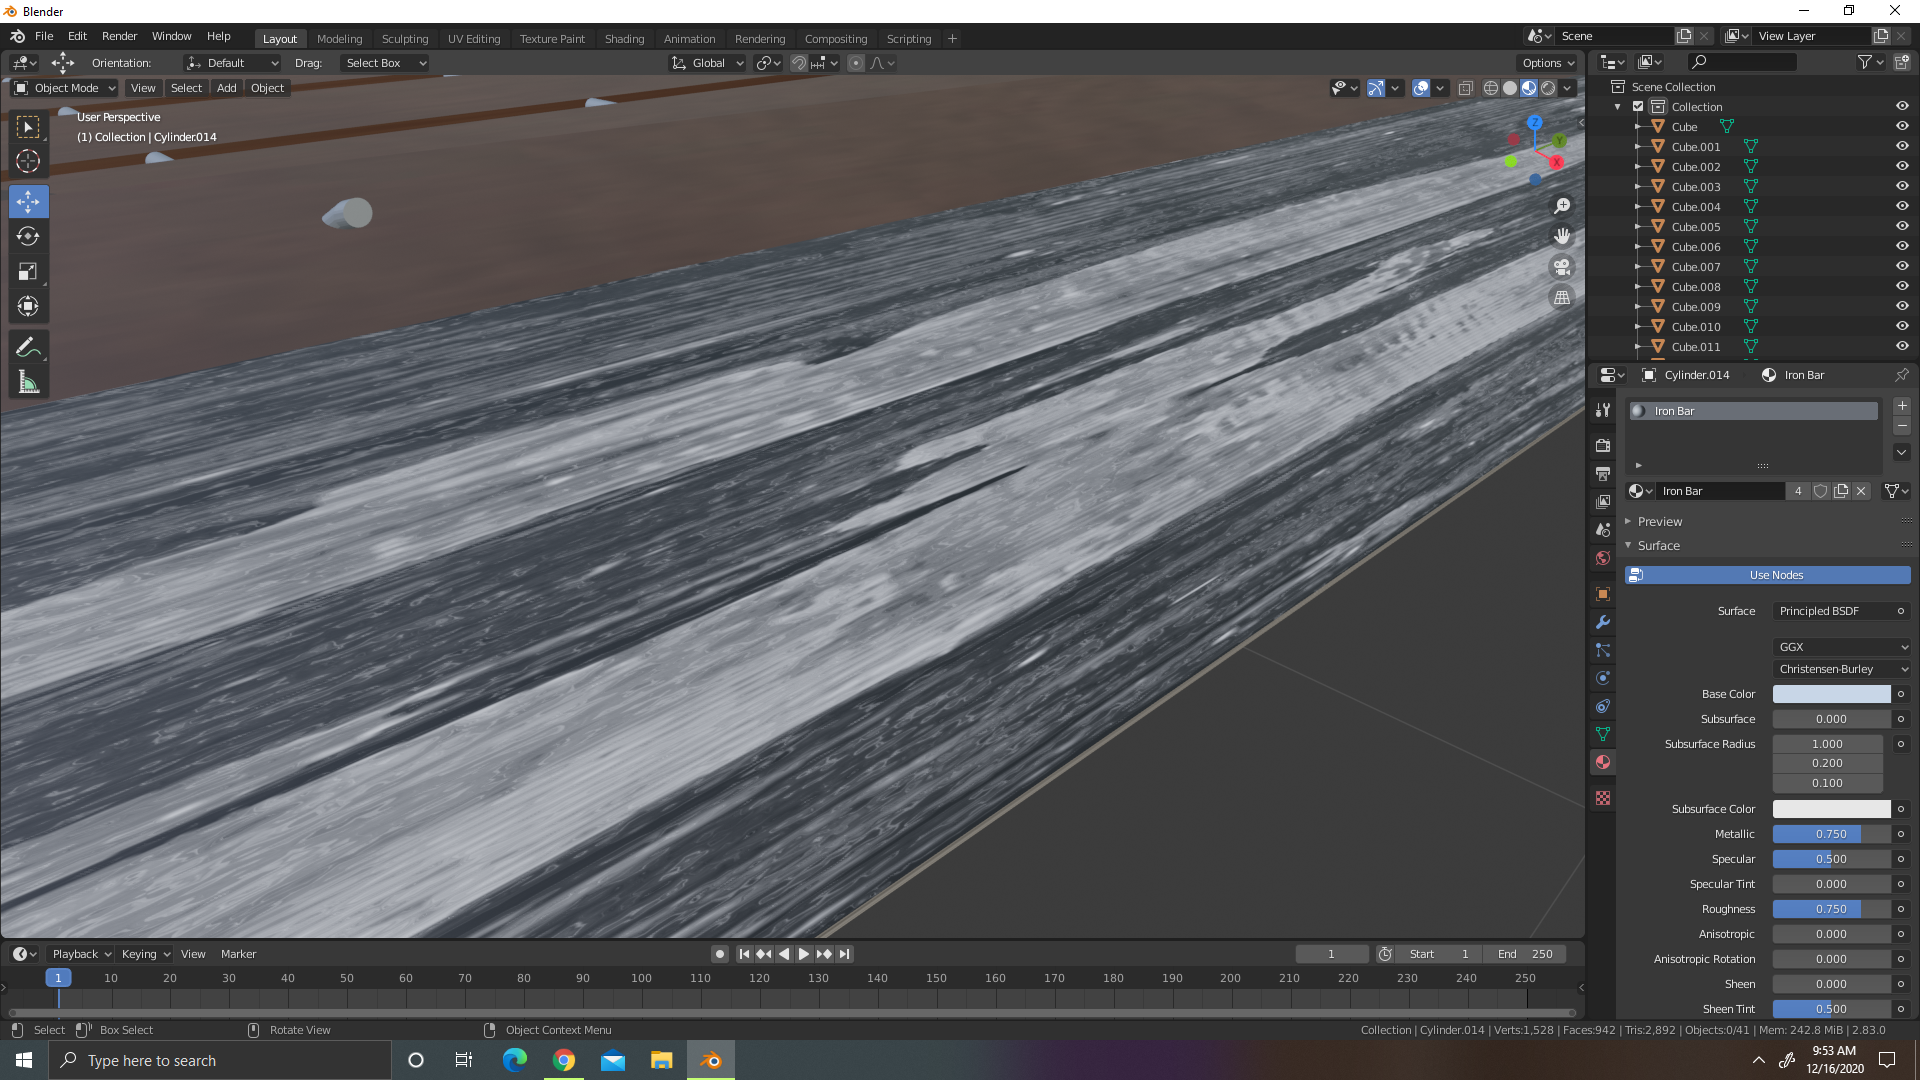 Blender
File Edit Render Window Help Layout Modeling Sculpting UV Editing Texture Paint Shading Animation Rendering Compositing Scripting + Scene View Layer
Orientation: Default Drag: Select Box Global Options
Object Mode View Select Add Object
User Perspective
(1) Collection | Cylinder.014
Z
Y
X
Scene Collection
Collection
Cube
Cube.001
Cube.002
Cube.003
Cube.004
Cube.005
Cube.006
Cube.007
Cube.008
Cube.009
Cube.010
Cube.011
Cylinder.014 Iron Bar
Iron Bar
Iron Bar 4
Preview
Surface
Use Nodes
Surface Principled BSDF
GGX
Christensen-Burley
Base Color
Subsurface 0.000
Subsurface Radius 1.000
0.200
0.100
Subsurface Color
Metallic 0.750
Specular 0.500
Specular Tint 0.000
Roughness 0.750
Anisotropic 0.000
Anisotropic Rotation 0.000
Sheen 0.000
Sheen Tint 0.500
Playback Keying View Marker 1 Start 1 End 250
1 10 20 30 40 50 60 70 80 90 100 110 120 130 140 150 160 170 180 190 200 210 220 230 240 250
Select Box Select Rotate View Object Context Menu Collection | Cylinder.014 | Verts:1,528 | Faces:942 | Tris:2,892 | Objects:0/41 | Mem: 242.8 MiB | 2.83.0
Type here to search
9:53 AM
12/16/2020